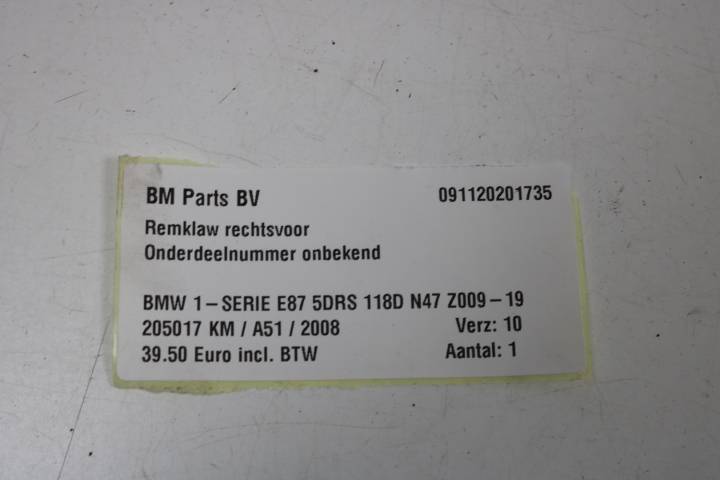 BM Parts BV 091120201735
Remklaw rechtsvoor
Onderdeelnummer onbekend
BMW 1-SERIE E87 5DRS 118D N47 Z009-19
205017 KM / A51 / 2008 Verz: 10
39.50 Euro incl. BTW Aantal: 1